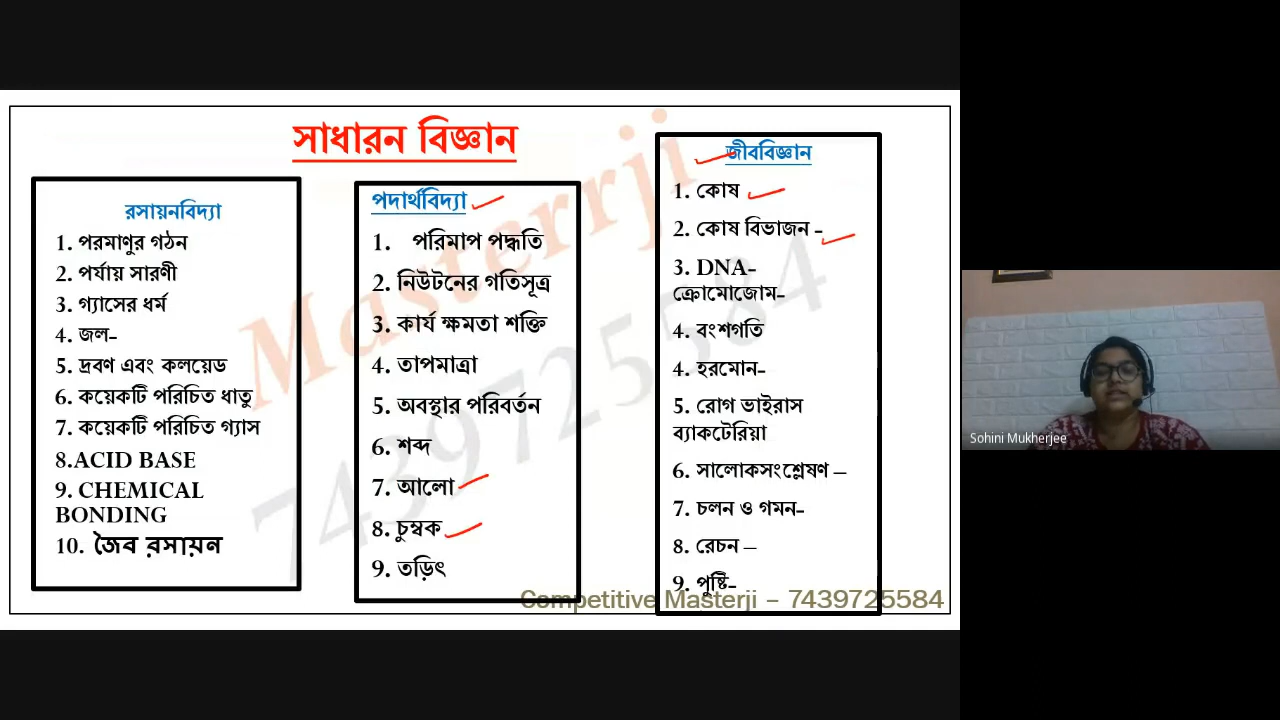 সাধারন বিজ্ঞান
রসায়নবিদ্যা
1. পরমাণুর গঠন
2. পর্যায় সারণী
3. গ্যাসের ধর্ম
4. জল-
5. দ্রবণ এবং কলয়েড
6. কয়েকটি পরিচিত ধাতু
7. কয়েকটি পরিচিত গ্যাস
8.ACID BASE
9. CHEMICAL
BONDING
10. জৈব রসায়ন
পদার্থবিদ্যা
1. পরিমাপ পদ্ধতি
2. নিউটনের গতিসূত্র
3. কার্য ক্ষমতা শক্তি
4. তাপমাত্রা
5. অবস্থার পরিবর্তন
6. শব্দ
7. আলো
8. চুম্বক
9. তড়িৎ
জীববিজ্ঞান
1. কোষ
2. কোষ বিভাজন -
3. DNA-
ক্রোমোজোম-
4. বংশগতি
4. হরমোন-
5. রোগ ভাইরাস
ব্যাকটেরিয়া
6. সালোকসংশ্লেষণ –
7. চলন ও গমন-
8. রেচন –
9. পুষ্টি-
Competitive Masterji – 7439725584
Masterrji
7439725584
Sohini Mukherjee